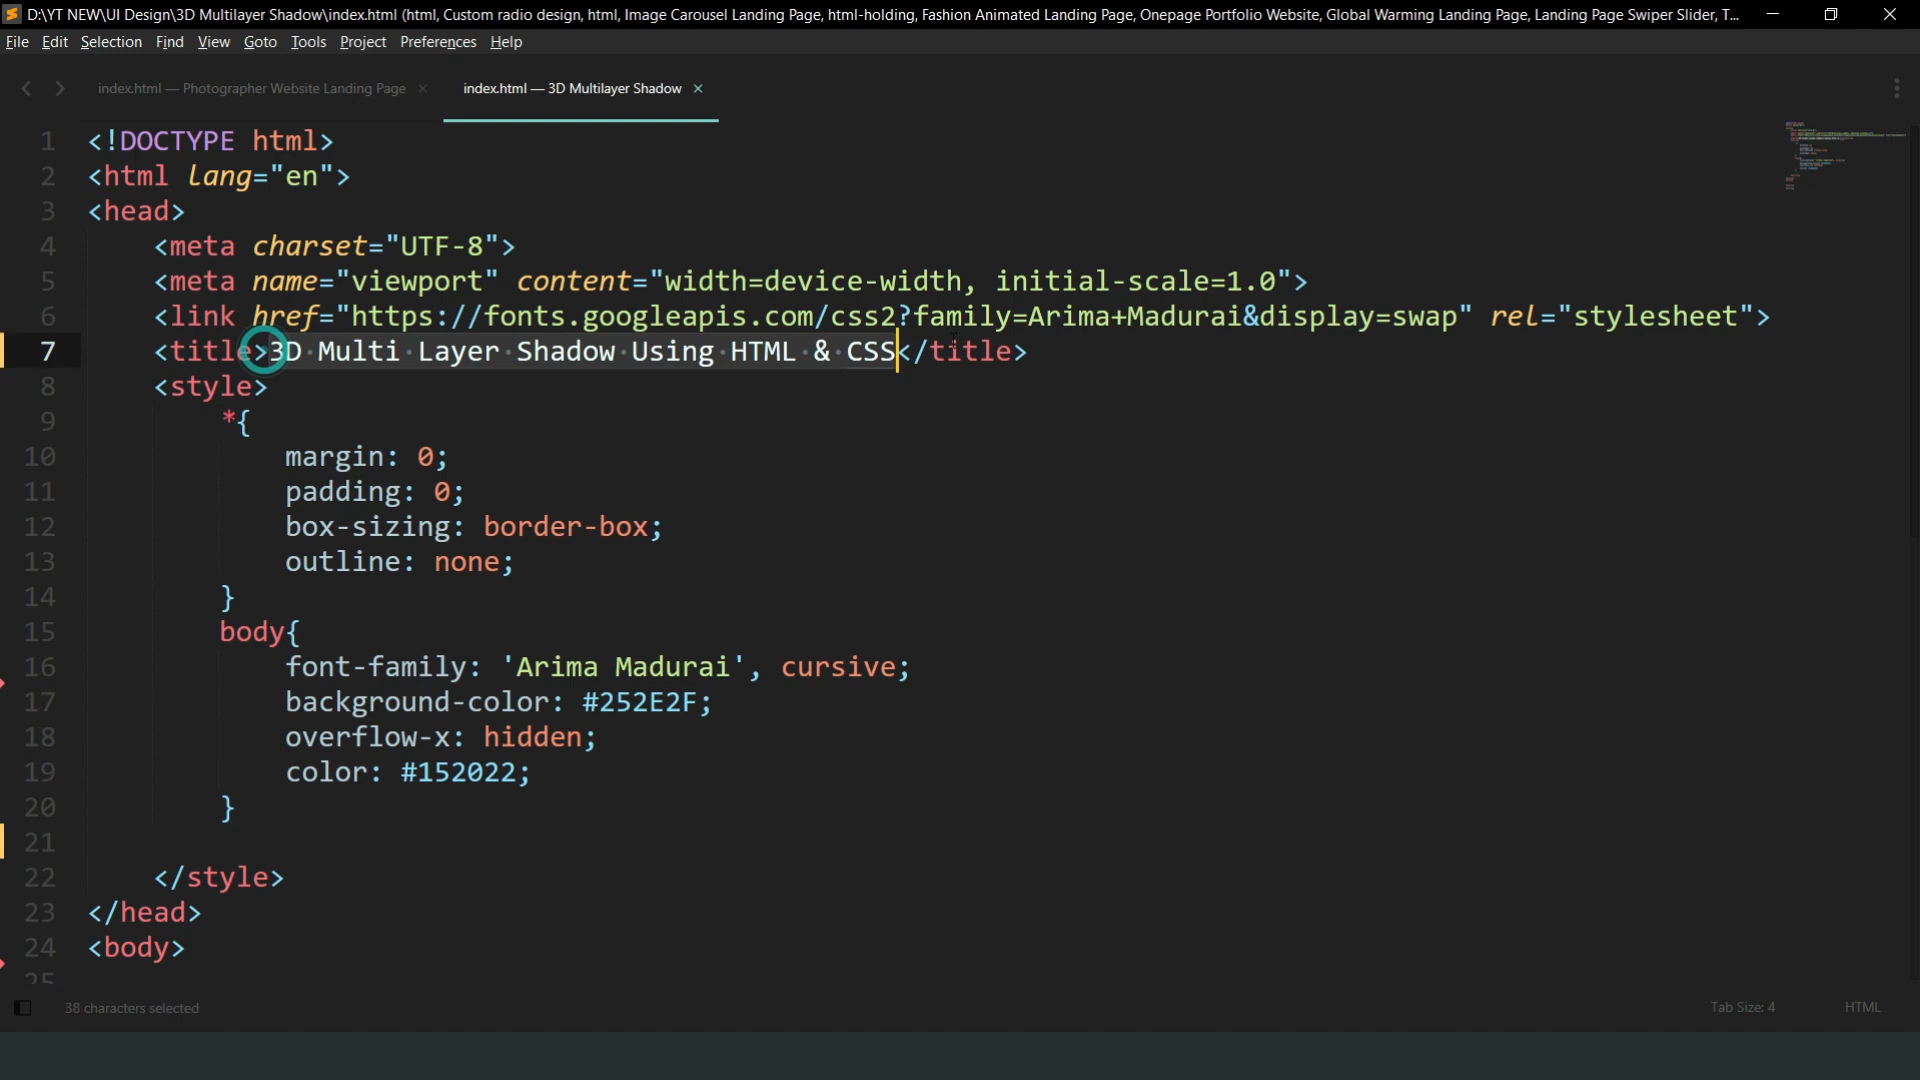 D:\YT NEW\UI Design\3D Multilayer Shadow\index.html (html, Custom radio design, html, Image Carousel Landing Page, html-holding, Fashion Animated Landing Page, Onepage Portfolio Website, Global Warming Landing Page, Landing Page Swiper Slider, T...
File Edit Selection Find View Goto Tools Project Preferences Help
index.html — Photographer Website Landing Page × index.html — 3D Multilayer Shadow ×
1 <!DOCTYPE html>
2 <html lang="en">
3 <head>
4 <meta charset="UTF-8">
5 <meta name="viewport" content="width=device-width, initial-scale=1.0">
6 <link href="https://fonts.googleapis.com/css2?family=Arima+Madurai&display=swap" rel="stylesheet">
7 <title>3D Multi Layer Shadow Using HTML & CSS</title>
8 <style>
9 *{
10 margin: 0;
11 padding: 0;
12 box-sizing: border-box;
13 outline: none;
14 }
15 body{
16 font-family: 'Arima Madurai', cursive;
17 background-color: #252E2F;
18 overflow-x: hidden;
19 color: #152022;
20 }
21
22 </style>
23 </head>
24 <body>
25
38 characters selected Tab Size: 4 HTML